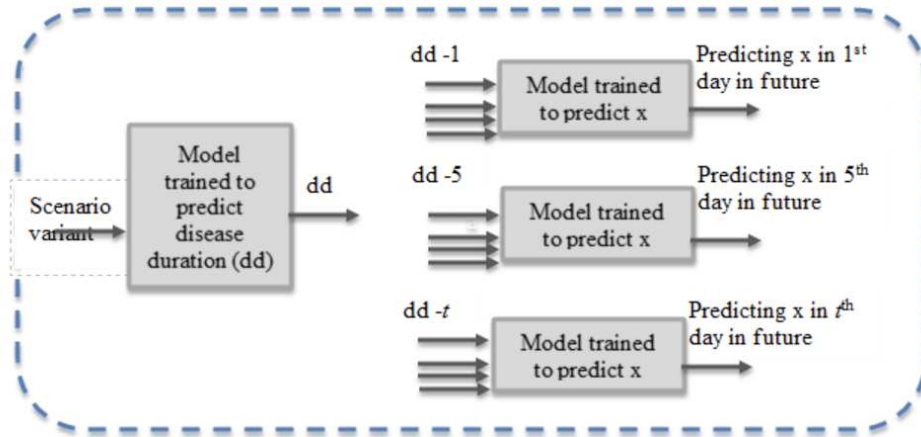 Scenario
variant
Model
trained to
predict
disease
duration (dd)
dd
dd -1
Model trained
to predict x
Predicting x in 1st
day in future
dd -5
Model trained
to predict x
Predicting x in 5th
day in future
dd -t
Model trained
to predict x
Predicting x in tth
day in future